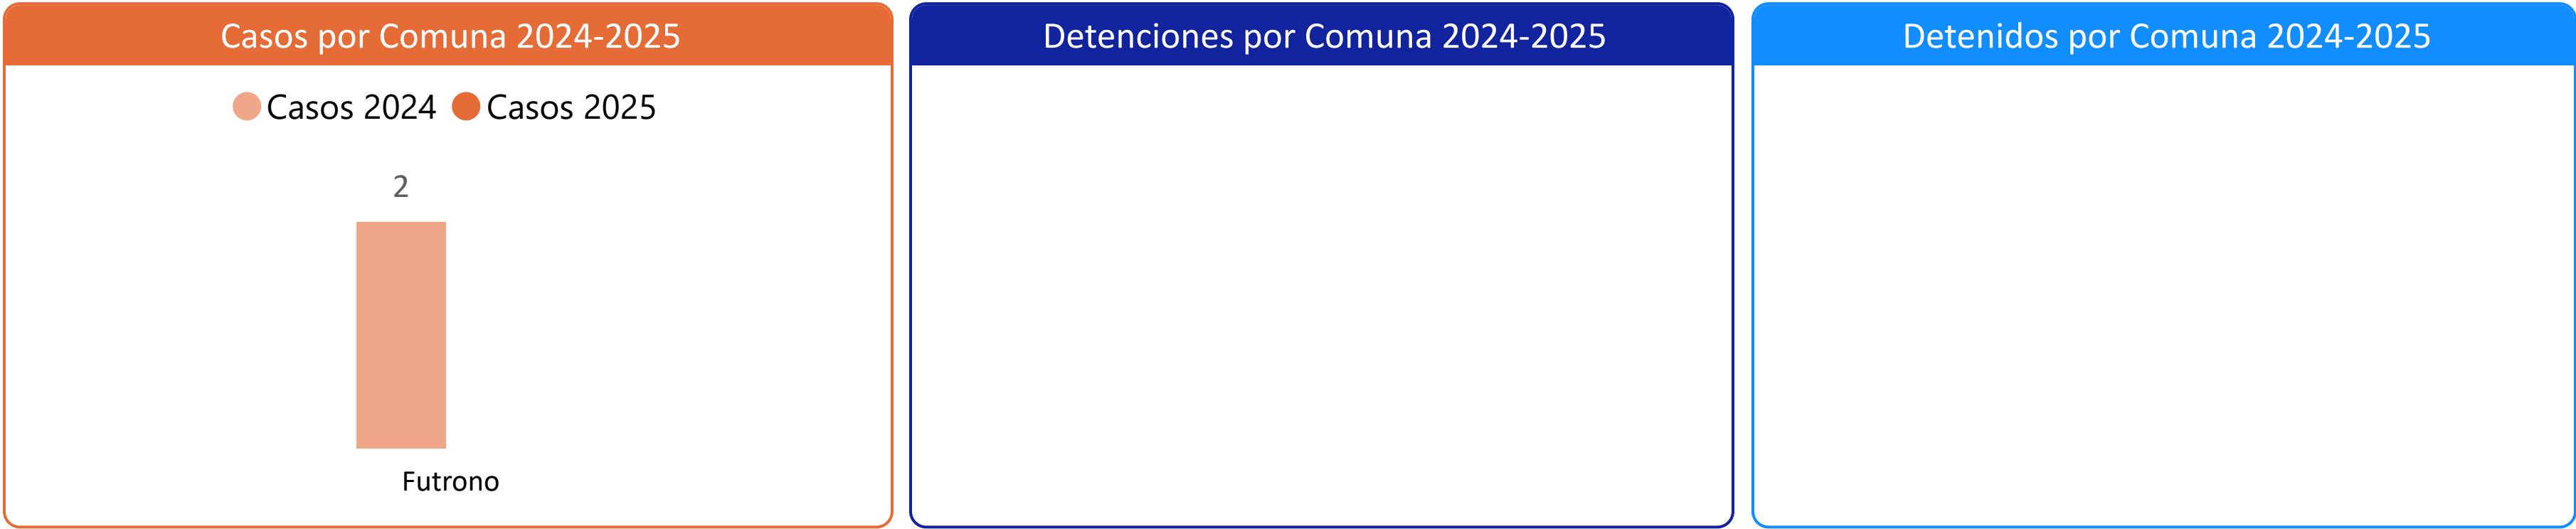 Casos por Comuna 2024-2025
Casos 2024 Casos 2025
2
Futrono
Detenciones por Comuna 2024-2025
Detenidos por Comuna 2024-2025